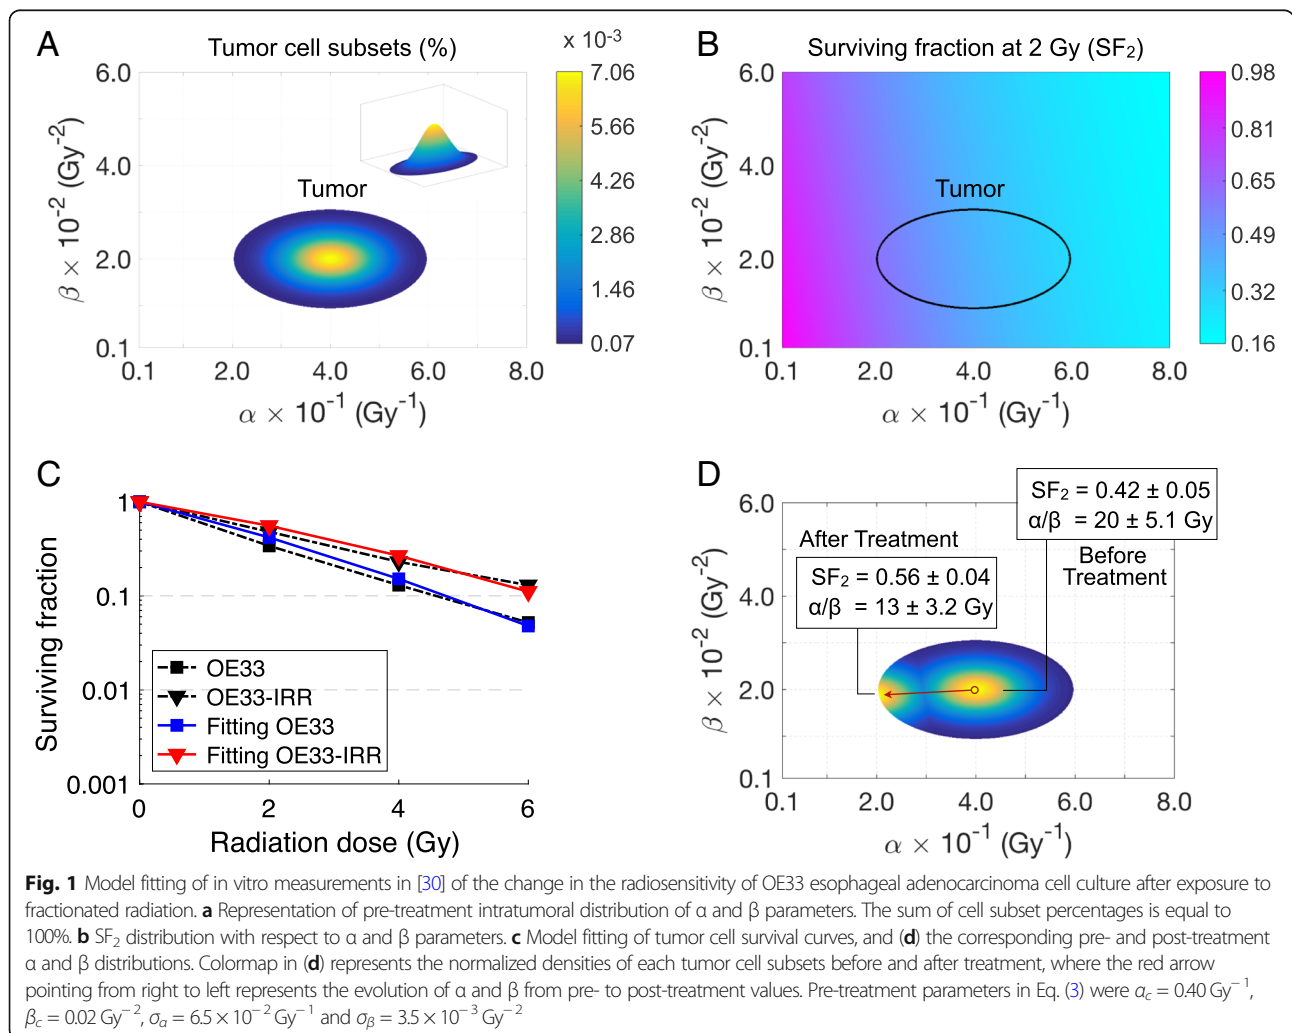 A
Tumor cell subsets (%)
x 10-3
6.0
4.0
2.0
0.1
β × 10-2 (Gy-2)
Tumor
7.06
5.66
4.26
2.86
1.46
0.07
0.1 2.0 4.0 6.0 8.0
α × 10-1 (Gy-1)
B
Surviving fraction at 2 Gy (SF2)
6.0
4.0
2.0
0.1
β × 10-2 (Gy-2)
Tumor
0.98
0.81
0.65
0.49
0.32
0.16
0.1 2.0 4.0 6.0 8.0
α × 10-1 (Gy-1)
C
1
0.1
0.01
0.001
Surviving fraction
OE33
OE33-IRR
Fitting OE33
Fitting OE33-IRR
0 2 4 6
Radiation dose (Gy)
D
SF2 = 0.42 ± 0.05
α/β = 20 ± 5.1 Gy
Before
Treatment
After Treatment
SF2 = 0.56 ± 0.04
α/β = 13 ± 3.2 Gy
6.0
4.0
2.0
0.1
β × 10-2 (Gy-2)
0.1 2.0 4.0 6.0 8.0
α × 10-1 (Gy-1)
Fig. 1 Model fitting of in vitro measurements in [30] of the change in the radiosensitivity of OE33 esophageal adenocarcinoma cell culture after exposure to
fractionated radiation. a Representation of pre-treatment intratumoral distribution of α and β parameters. The sum of cell subset percentages is equal to
100%. b SF2 distribution with respect to α and β parameters. c Model fitting of tumor cell survival curves, and (d) the corresponding pre- and post-treatment
α and β distributions. Colormap in (d) represents the normalized densities of each tumor cell subsets before and after treatment, where the red arrow
pointing from right to left represents the evolution of α and β from pre- to post-treatment values. Pre-treatment parameters in Eq. (3) were αc = 0.40 Gy−1,
βc = 0.02 Gy−2, σα = 6.5 × 10−2 Gy−1 and σβ = 3.5 × 10−3 Gy−2